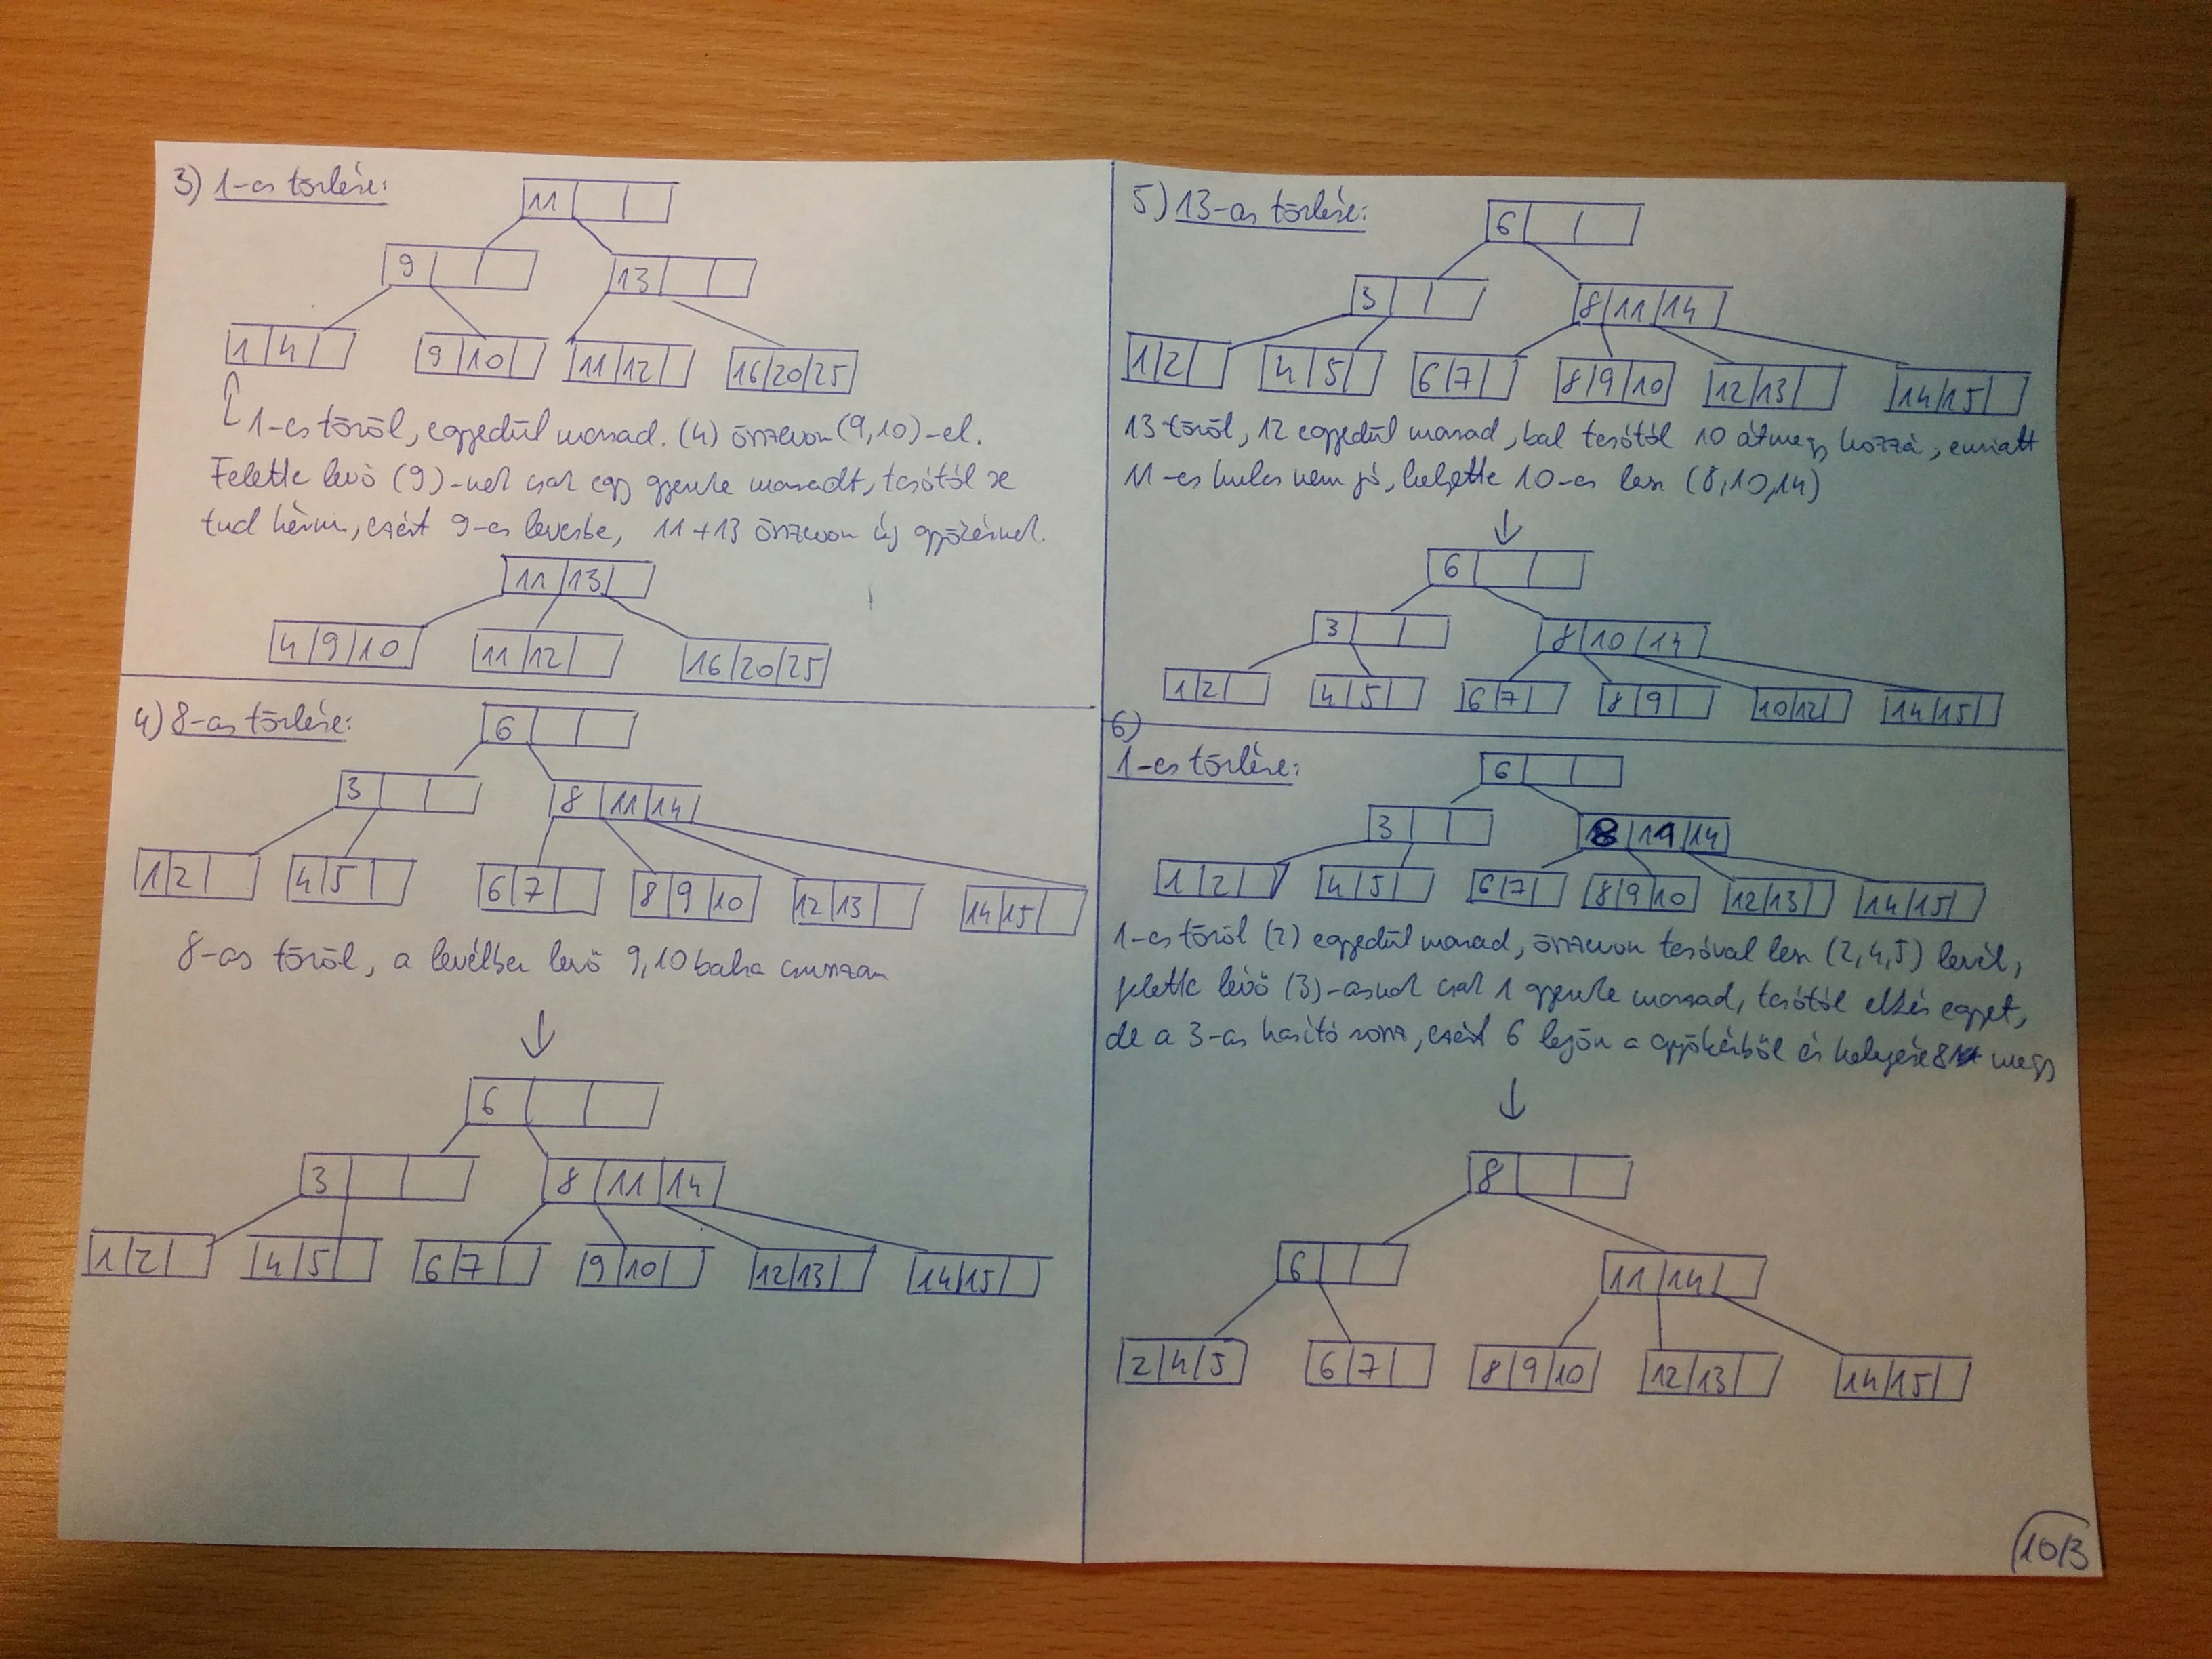 3) 1-es törlése:
11
9
13
1 4
9 10
11 12
16 20 25
1-es töröl, egyedül marad. (4) összevon (9,10)-el.
Felette levő (9)-nek csak egy gyereke maradt, tesótól se
tud kérni, ezért 9-es levesbe, 11+13 összevon új gyökérnek.
11 13
4 9 10
11 12
16 20 25
4) 8-as törlése:
6
3
8 11 14
1 2
4 5
6 7
8 9 10
12 13
14 15
8-as töröl, a levélben levő 9,10 balra csusszan
↓
6
3
8 11 14
1 2
4 5
6 7
9 10
12 13
14 15
5) 13-as törlése:
6
3
8 11 14
1 2
4 5
6 7
8 9 10
12 13
14 15
13 töröl, 12 egyedül marad, bal tesótól 10 átmegy hozzá, emiatt
11-es kulcs nem jó, helyette 10-es lesz (8,10,14)
↓
6
3
8 10 14
1 2
4 5
6 7
8 9
10 12
14 15
6)
1-es törlése:
6
3
8 11 14
1 2
4 5
6 7
8 9 10
12 13
14 15
1-es töröl (2) egyedül marad, összevon tesóval lesz (2,4,5) levél,
felette lévő (3)-asnak csak 1 gyereke marad, tesótól elkér egyet,
de a 3-as hasító rossz, ezért 6 lejön a gyökérből és helyére 8 megy
↓
8
6
11 14
2 4 5
6 7
8 9 10
12 13
14 15
10/3